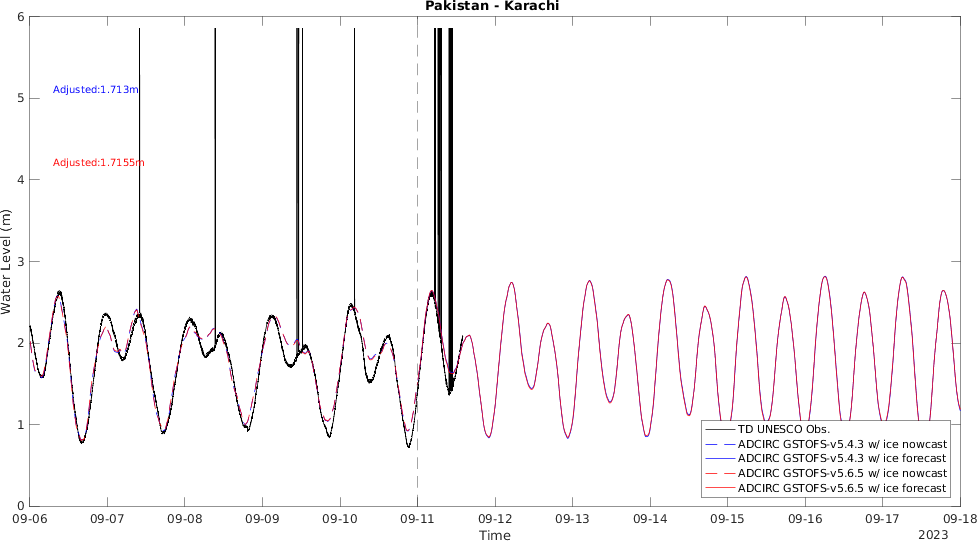 Pakistan - Karachi
6
5
4
3
2
1
0
Water Level (m)
Adjusted:1.713m
Adjusted:1.7155m
TD UNESCO Obs.
ADCIRC GSTOFS-v5.4.3 w/ ice nowcast
ADCIRC GSTOFS-v5.4.3 w/ ice forecast
ADCIRC GSTOFS-v5.6.5 w/ ice nowcast
ADCIRC GSTOFS-v5.6.5 w/ ice forecast
09-06 09-07 09-08 09-09 09-10 09-11 09-12 09-13 09-14 09-15 09-16 09-17 09-18
Time
2023